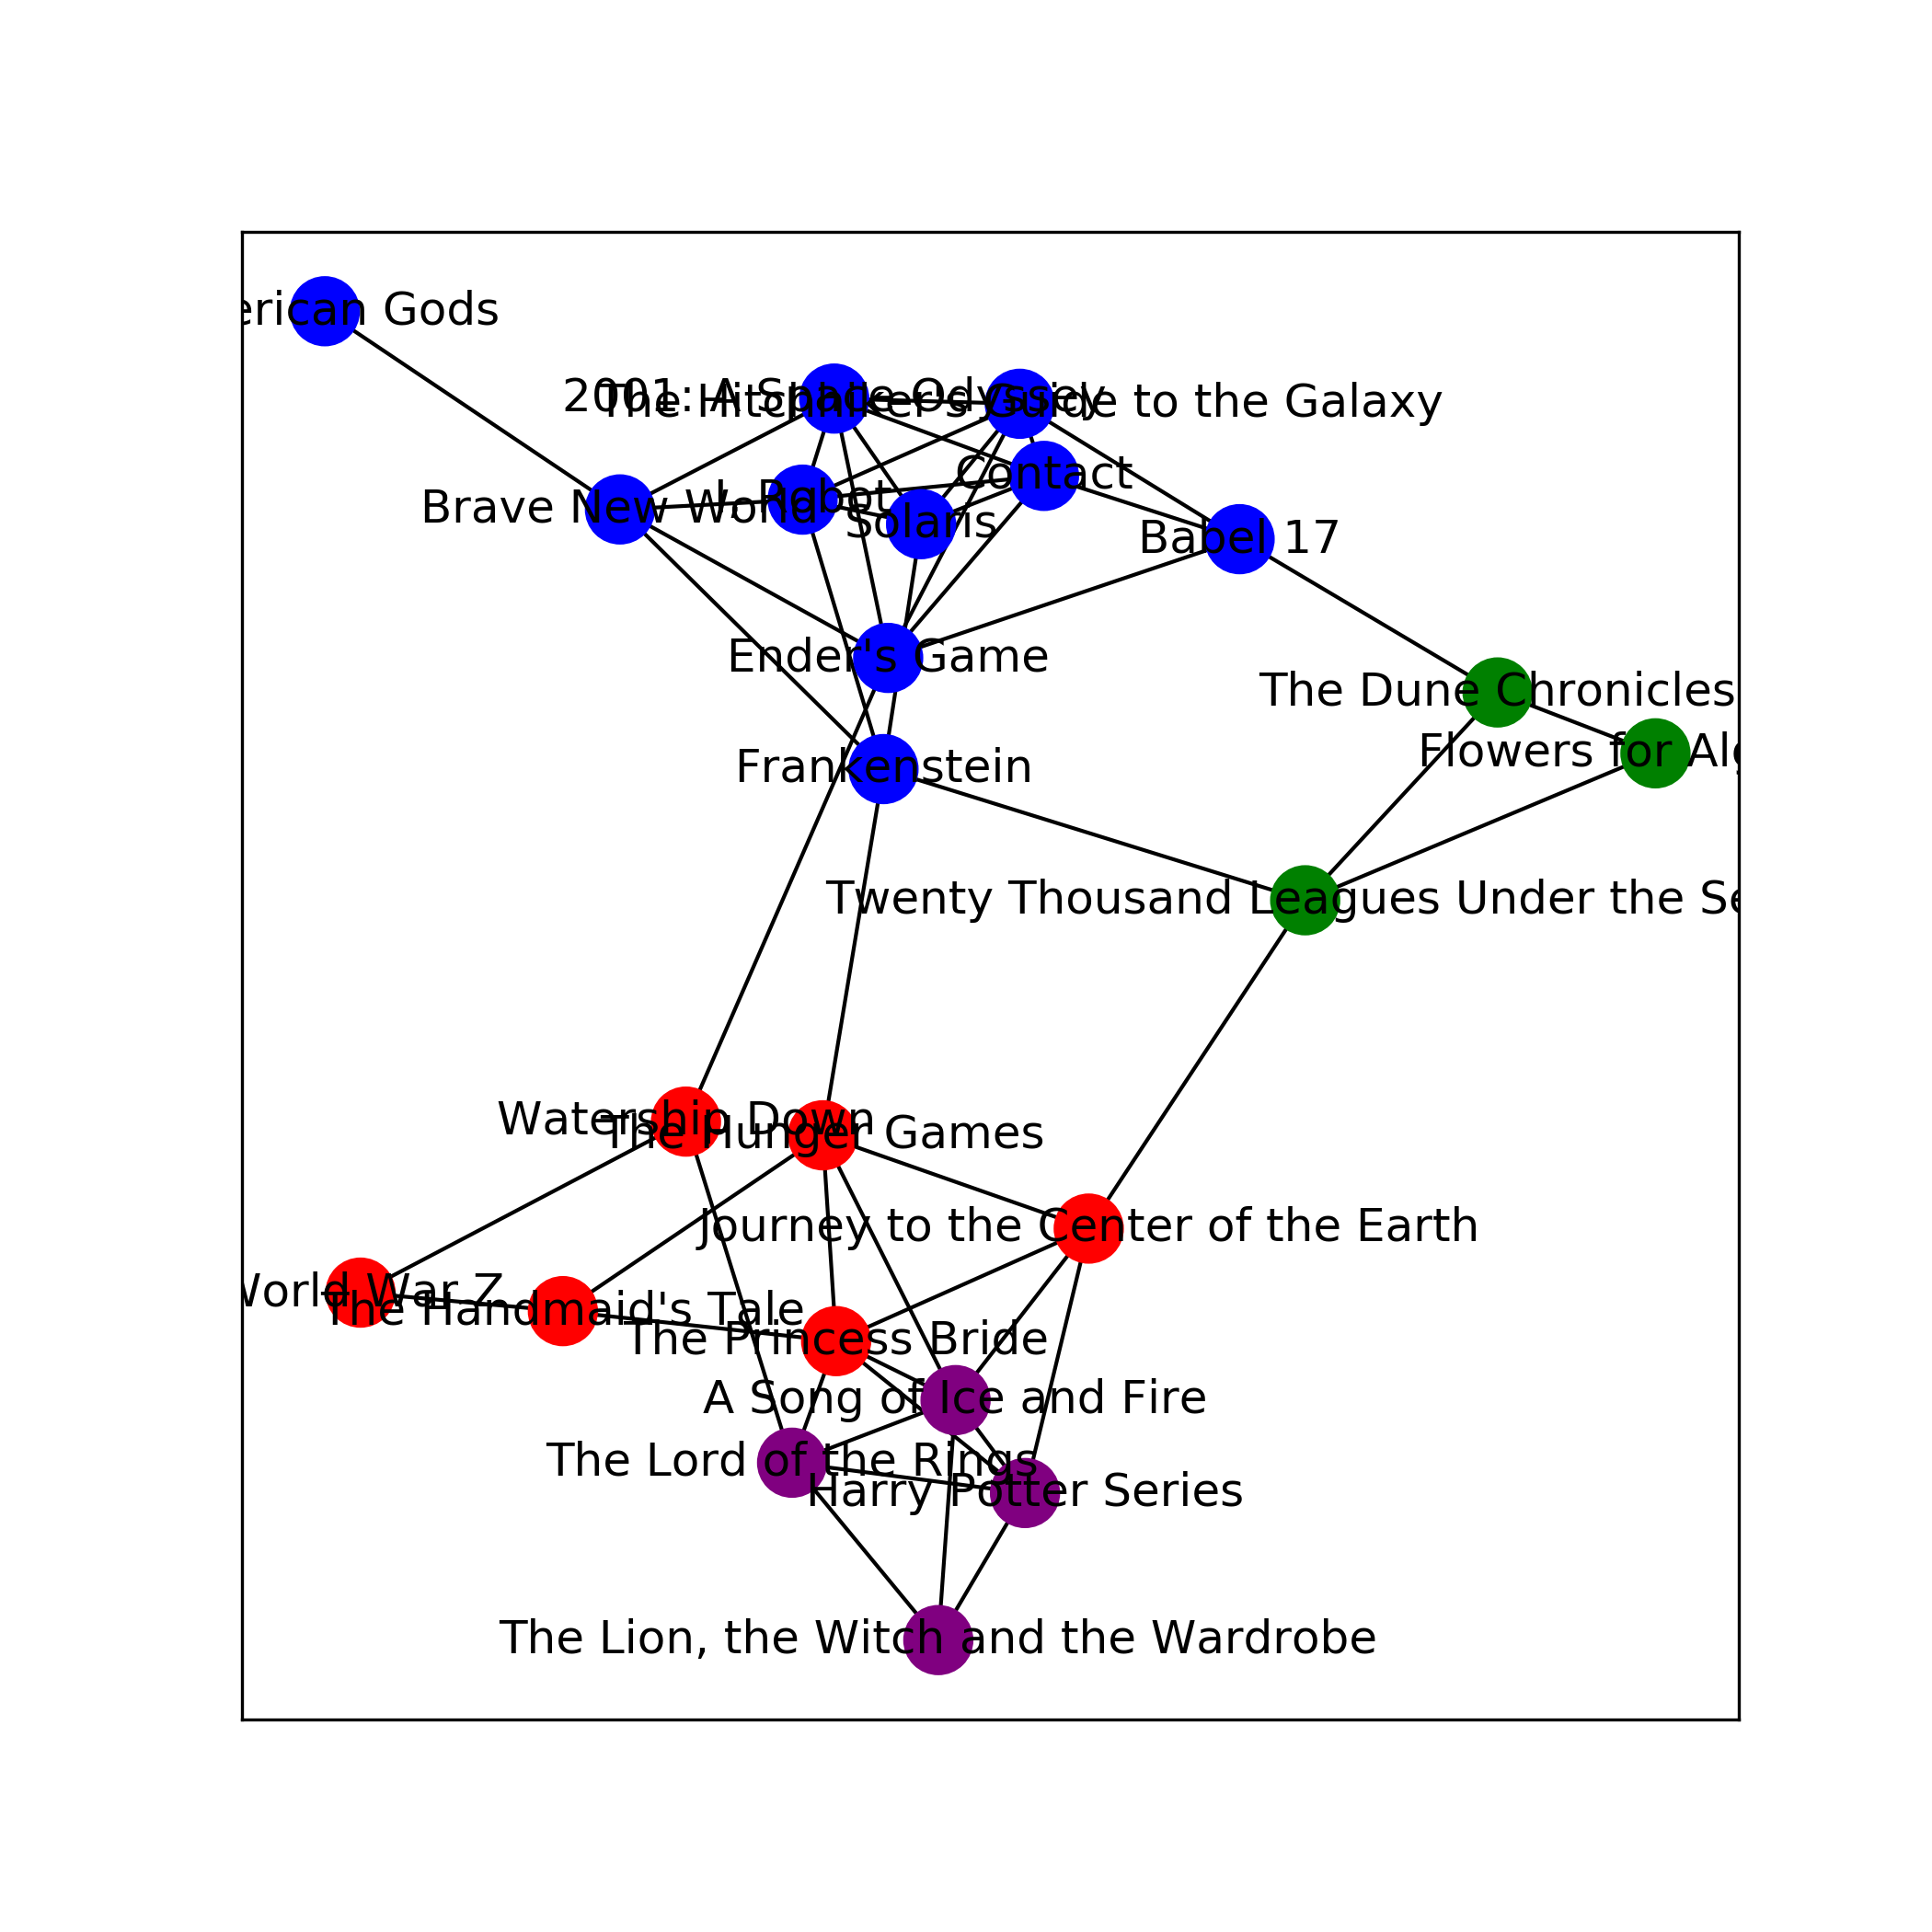 erican Gods
2001: A Space Odyssey
The Hitchhiker's Guide to the Galaxy
Contact
I, Robot
Brave New World
Solaris
Babel 17
Ender's Game
The Dune Chronicles
Flowers for Alg
Frankenstein
Twenty Thousand Leagues Under the Se
Watership Down
The Hunger Games
Journey to the Center of the Earth
World War Z
The Handmaid's Tale
The Princess Bride
A Song of Ice and Fire
The Lord of the Rings
Harry Potter Series
The Lion, the Witch and the Wardrobe